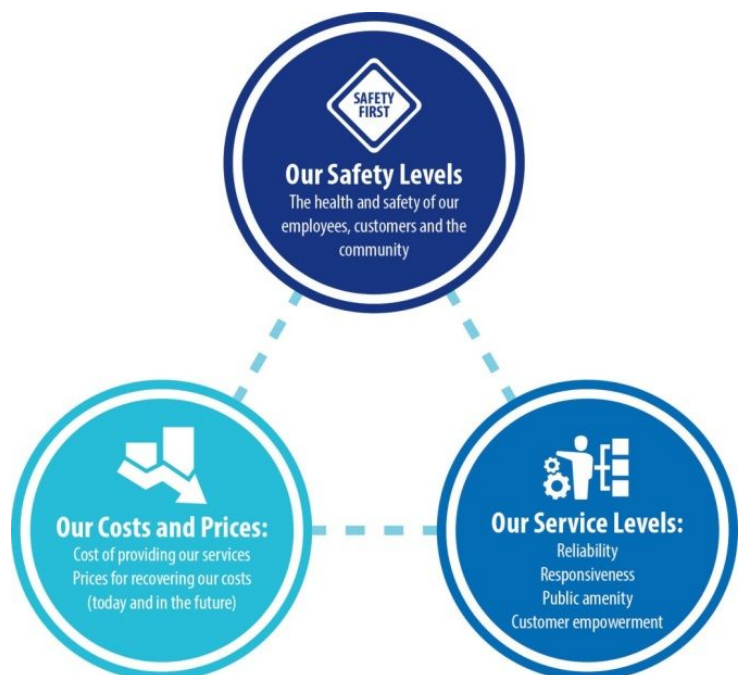 SAFETY
FIRST
Our Safety Levels
The health and safety of our
employees, customers and the
community
Our Costs and Prices:
Cost of providing our services
Prices for recovering our costs
(today and in the future)
Our Service Levels:
Reliability
Responsiveness
Public amenity
Customer empowerment